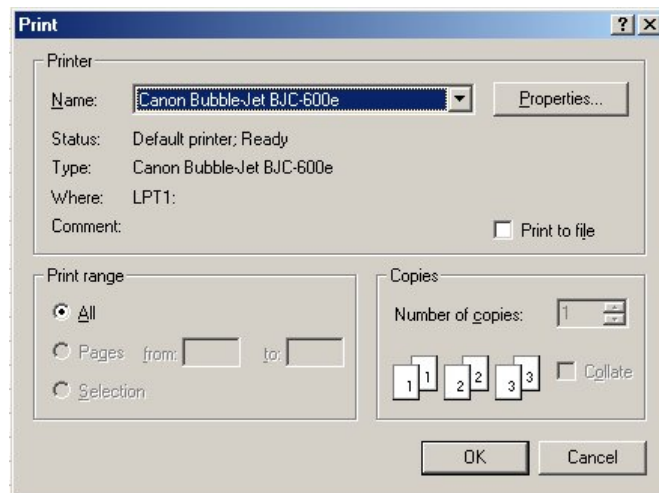 Print
Printer
Name: Canon Bubble-Jet BJC-600e Properties...
Status: Default printer; Ready
Type: Canon Bubble-Jet BJC-600e
Where: LPT1:
Comment: Print to file
Print range
All
Pages from: to:
Selection
Copies
Number of copies: 1
1 1 2 2 3 3 Collate
OK Cancel